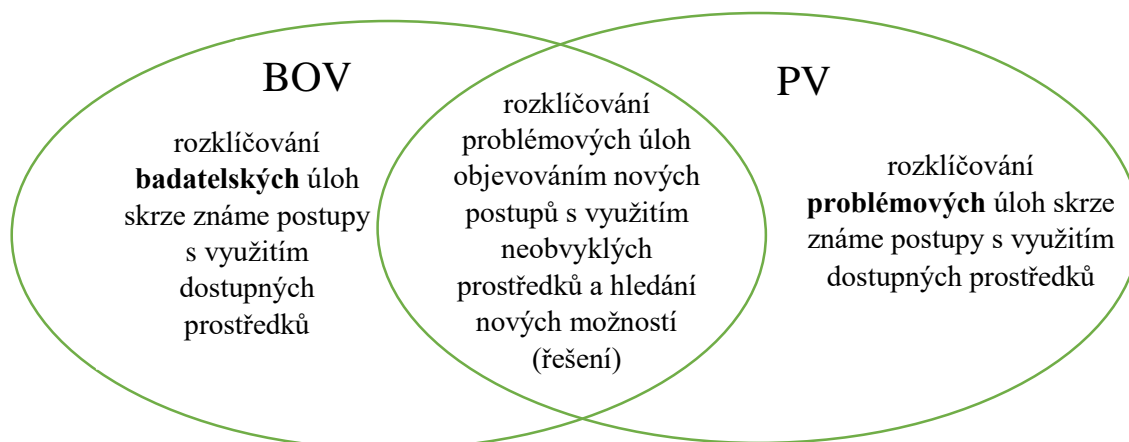 BOV
rozklíčování
badatelských úloh
skrze známe postupy
s využitím
dostupných
prostředků
rozklíčování
problémových úloh
objevováním nových
postupů s využitím
neobvyklých
prostředků a hledání
nových možností
(řešení)
PV
rozklíčování
problémových úloh skrze
známe postupy s využitím
dostupných prostředků